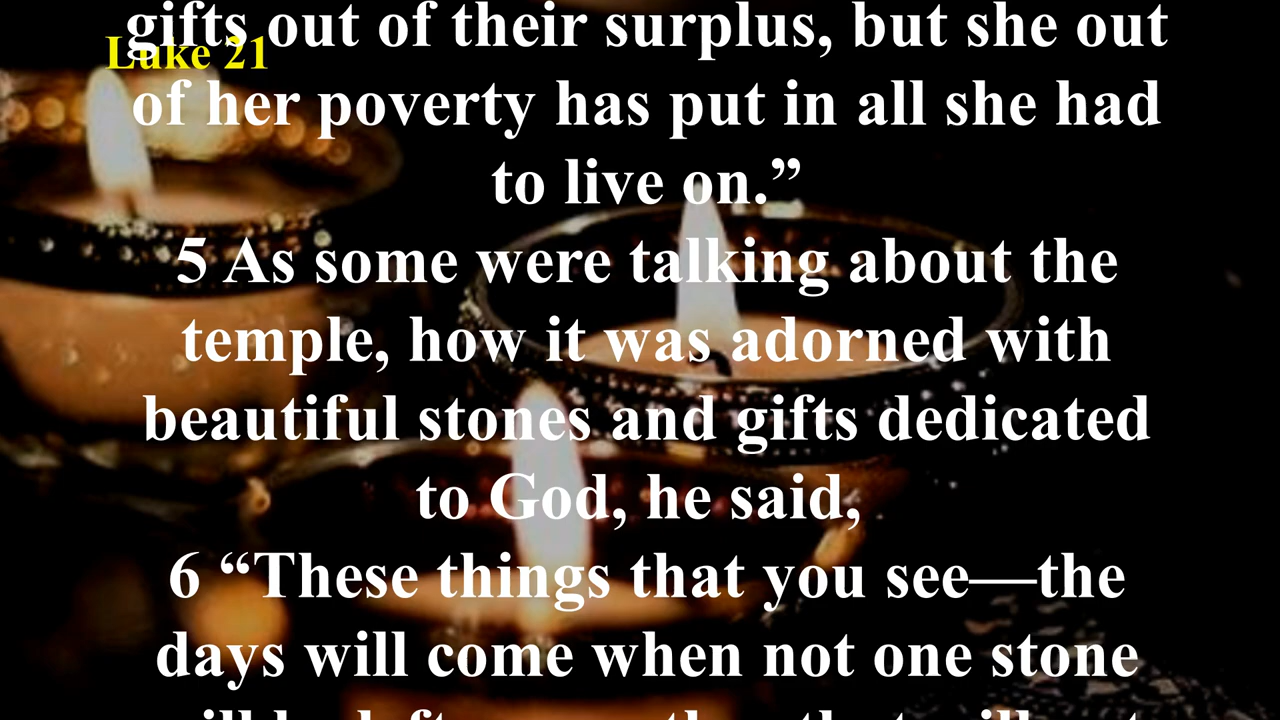 Luke 21
gifts out of their surplus, but she out
of her poverty has put in all she had
to live on.”
5 As some were talking about the
temple, how it was adorned with
beautiful stones and gifts dedicated
to God, he said,
6 “These things that you see—the
days will come when not one stone